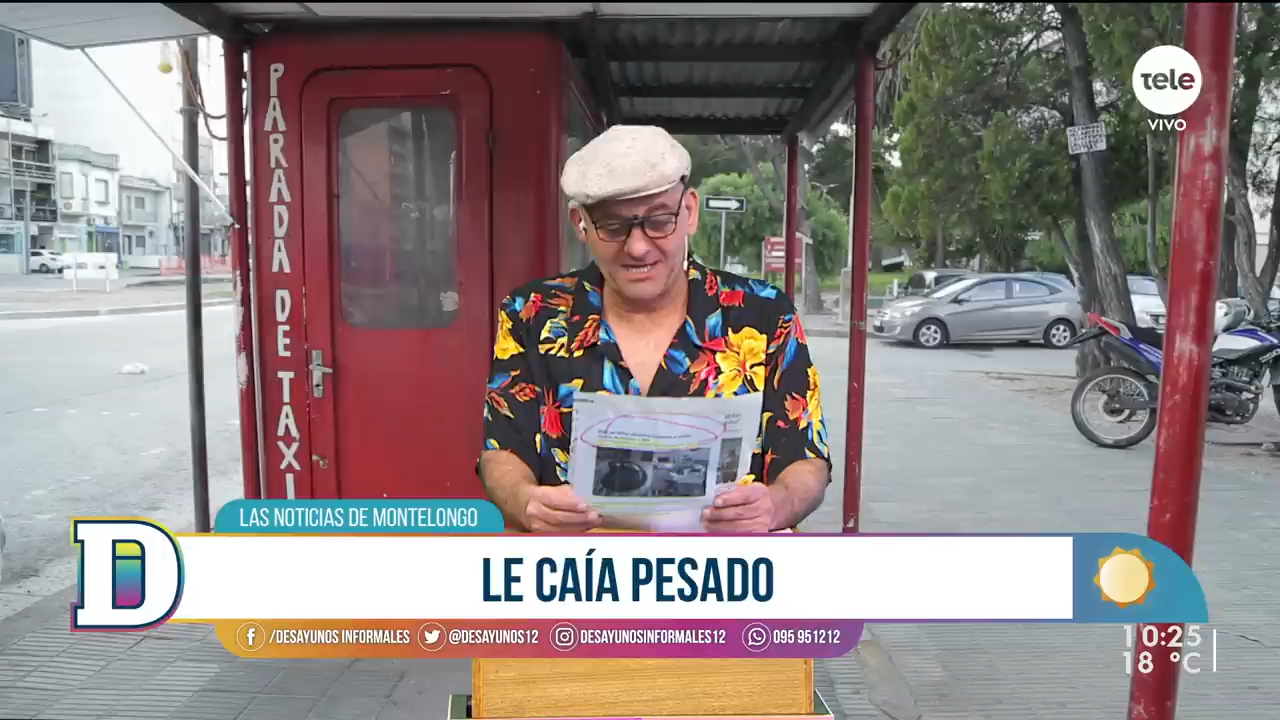 tele
VIVO
PARADA DE TAXI
LAS NOTICIAS DE MONTELONGO
D
LE CAÍA PESADO
/DESAYUNOS INFORMALES
@DESAYUNOS12
DESAYUNOSINFORMALES12
095 951212
10:25
18 °C